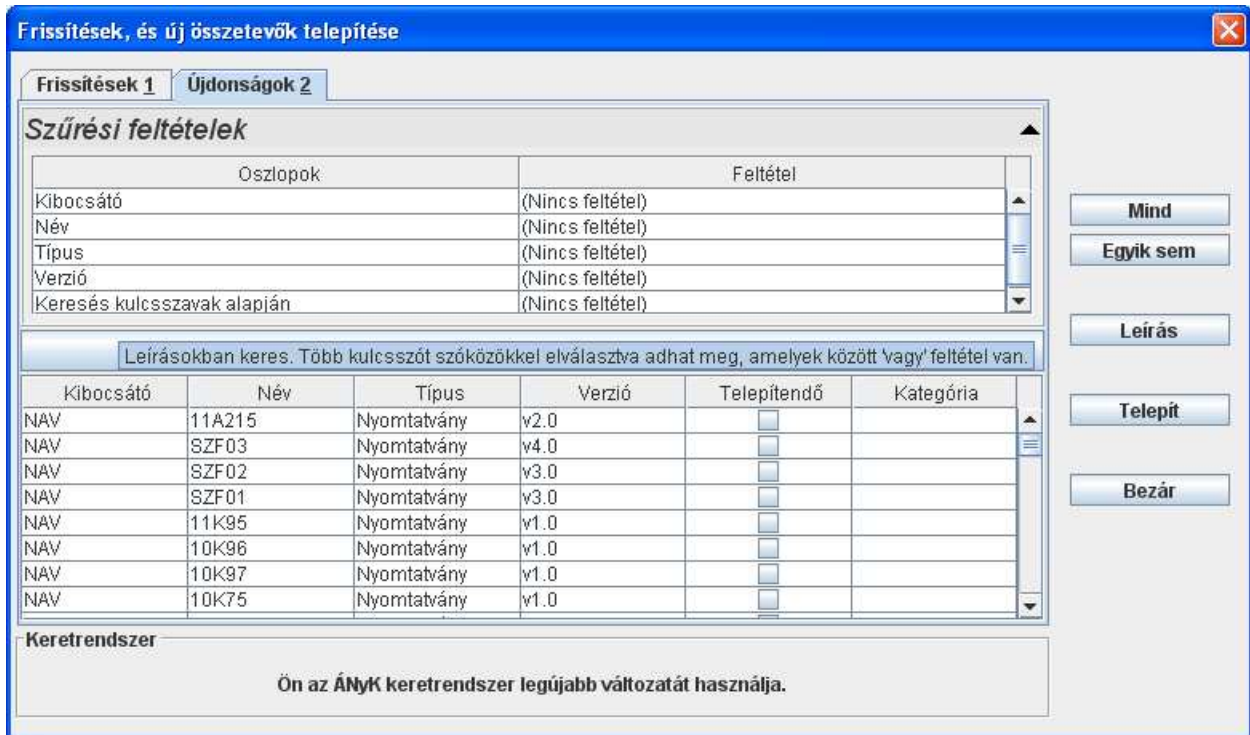 Frissítések, és új összetevők telepítése
Frissítések 1 Újdonságok 2
Szűrési feltételek
Oszlopok Feltétel
Kibocsátó (Nincs feltétel)
Név (Nincs feltétel)
Típus (Nincs feltétel)
Verzió (Nincs feltétel)
Keresés kulcsszavak alapján (Nincs feltétel)
Leírásokban keres. Több kulcsszót szóközökkel elválasztva adhat meg, amelyek között 'vagy' feltétel van.
Kibocsátó Név Típus Verzió Telepítendő Kategória
NAV 11A215 Nyomtatvány v2.0
NAV SZF03 Nyomtatvány v4.0
NAV SZF02 Nyomtatvány v3.0
NAV SZF01 Nyomtatvány v3.0
NAV 11K95 Nyomtatvány v1.0
NAV 10K96 Nyomtatvány v1.0
NAV 10K97 Nyomtatvány v1.0
NAV 10K75 Nyomtatvány v1.0
Keretrendszer
Ön az ÁNyK keretrendszer legújabb változatát használja.
Mind
Egyik sem
Leírás
Telepít
Bezár